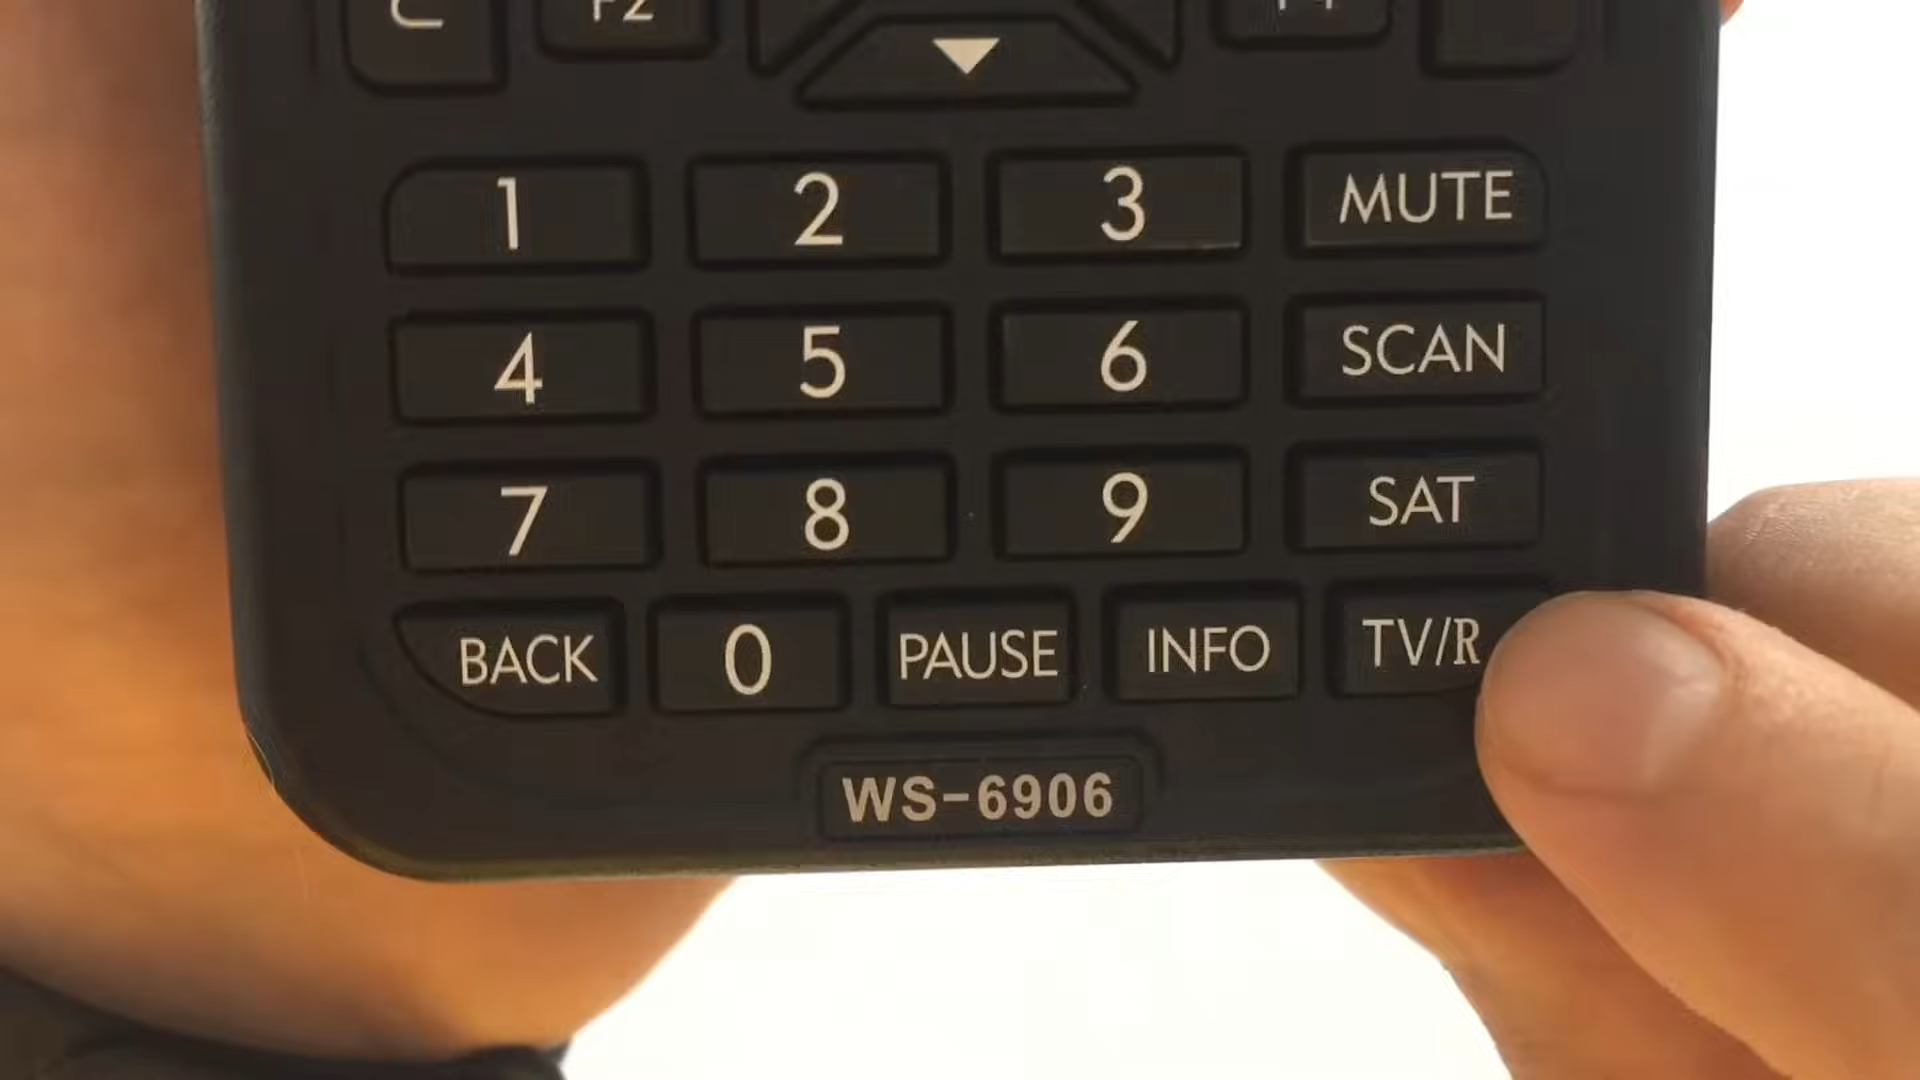 F2
1 2 3 MUTE
4 5 6 SCAN
7 8 9 SAT
BACK 0 PAUSE INFO TV/R
WS-6906